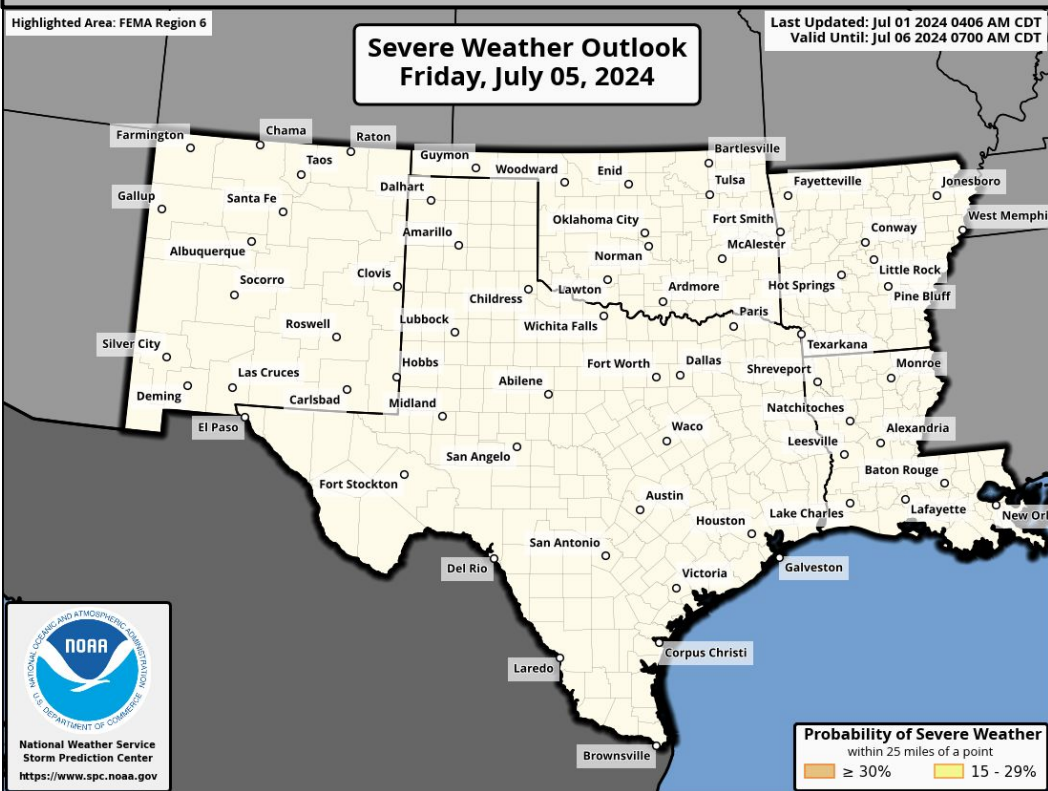 Highlighted Area: FEMA Region 6
Severe Weather Outlook
Friday, July 05, 2024
Last Updated: Jul 01 2024 0406 AM CDT
Valid Until: Jul 06 2024 0700 AM CDT
Farmington
Chama
Raton
Taos
Guymon
Woodward
Enid
Bartlesville
Tulsa
Fayetteville
Jonesboro
Gallup
Santa Fe
Dalhart
Amarillo
Oklahoma City
Fort Smith
West Memphi
Conway
Albuquerque
Norman
McAlester
Little Rock
Socorro
Clovis
Childress
Lawton
Ardmore
Hot Springs
Pine Bluff
Roswell
Lubbock
Wichita Falls
Paris
Texarkana
Silver City
Las Cruces
Hobbs
Abilene
Fort Worth
Dallas
Shreveport
Monroe
Deming
Carlsbad
Midland
Natchitoches
El Paso
San Angelo
Waco
Leesville
Alexandria
Fort Stockton
Baton Rouge
Austin
Houston
Lake Charles
Lafayette
New Orl
San Antonio
Del Rio
Galveston
Victoria
Laredo
Corpus Christi
Brownsville
NATIONAL OCEANIC AND ATMOSPHERIC ADMINISTRATION
NOAA
U.S. DEPARTMENT OF COMMERCE
National Weather Service
Storm Prediction Center
https://www.spc.noaa.gov
Probability of Severe Weather
within 25 miles of a point
≥ 30%
15 - 29%